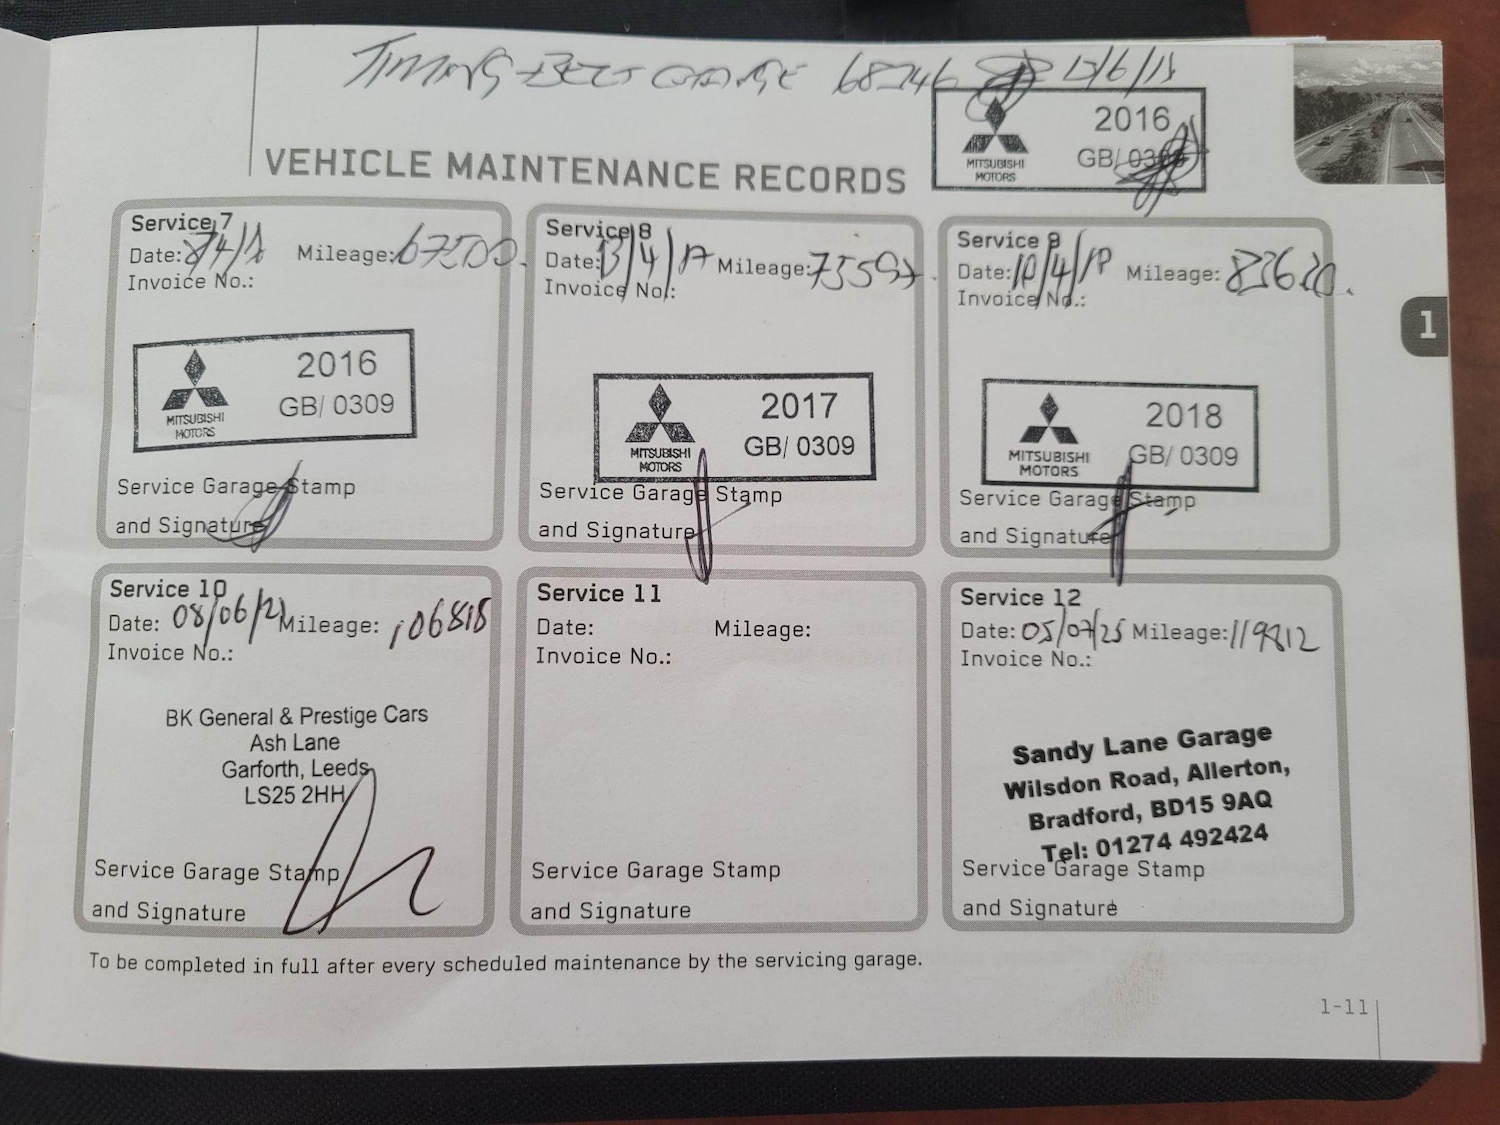 TIMING BELT 68246
2016
GB/ 0309
MITSUBISHI
MOTORS
VEHICLE MAINTENANCE RECORDS
Service 7
Date: Mileage: 67500
Invoice No.:
2016
GB/ 0309
MITSUBISHI
MOTORS
Service Garage Stamp
and Signature
Service 8
Date: 13/4/17 Mileage: 73597
Invoice No.:
2017
GB/ 0309
MITSUBISHI
MOTORS
Service Garage Stamp
and Signature
Service 9
Date: Mileage:
Invoice No.:
2018
GB/ 0309
MITSUBISHI
MOTORS
Service Garage Stamp
and Signature
Service 10
Date: 08/06/21 Mileage: 106818
Invoice No.:
BK General & Prestige Cars
Ash Lane
Garforth, Leeds
LS25 2HH
Service Garage Stamp
and Signature
Service 11
Date: Mileage:
Invoice No.:
Service Garage Stamp
and Signature
Service 12
Date: 05/07/25 Mileage: 119812
Invoice No.:
Sandy Lane Garage
Wilsdon Road, Allerton,
Bradford, BD15 9AQ
Tel: 01274 492424
Service Garage Stamp
and Signature
To be completed in full after every scheduled maintenance by the servicing garage.
1
1-11